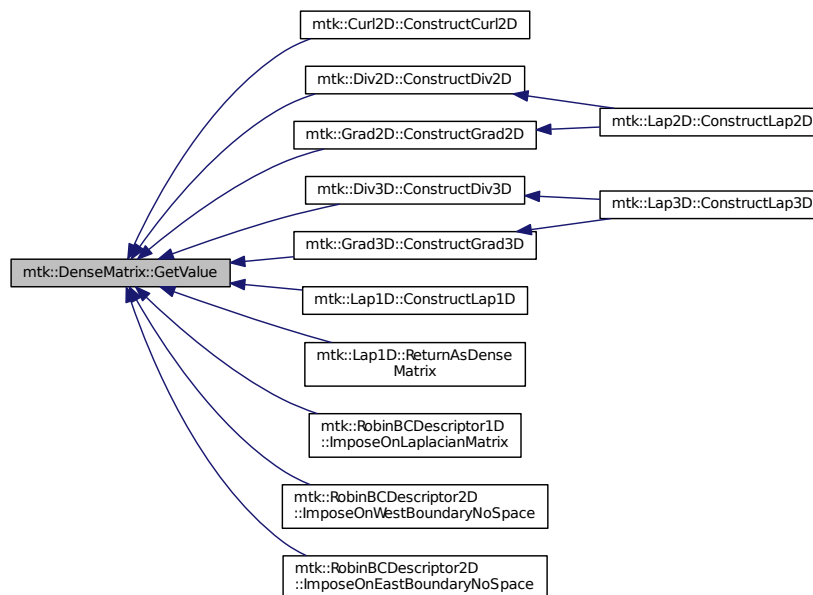 mtk::Curl2D::ConstructCurl2D
mtk::Div2D::ConstructDiv2D
mtk::Lap2D::ConstructLap2D
mtk::Grad2D::ConstructGrad2D
mtk::Div3D::ConstructDiv3D
mtk::Lap3D::ConstructLap3D
mtk::Grad3D::ConstructGrad3D
mtk::DenseMatrix::GetValue
mtk::Lap1D::ConstructLap1D
mtk::Lap1D::ReturnAsDense
Matrix
mtk::RobinBCDescriptor1D
::ImposeOnLaplacianMatrix
mtk::RobinBCDescriptor2D
::ImposeOnWestBoundaryNoSpace
mtk::RobinBCDescriptor2D
::ImposeOnEastBoundaryNoSpace